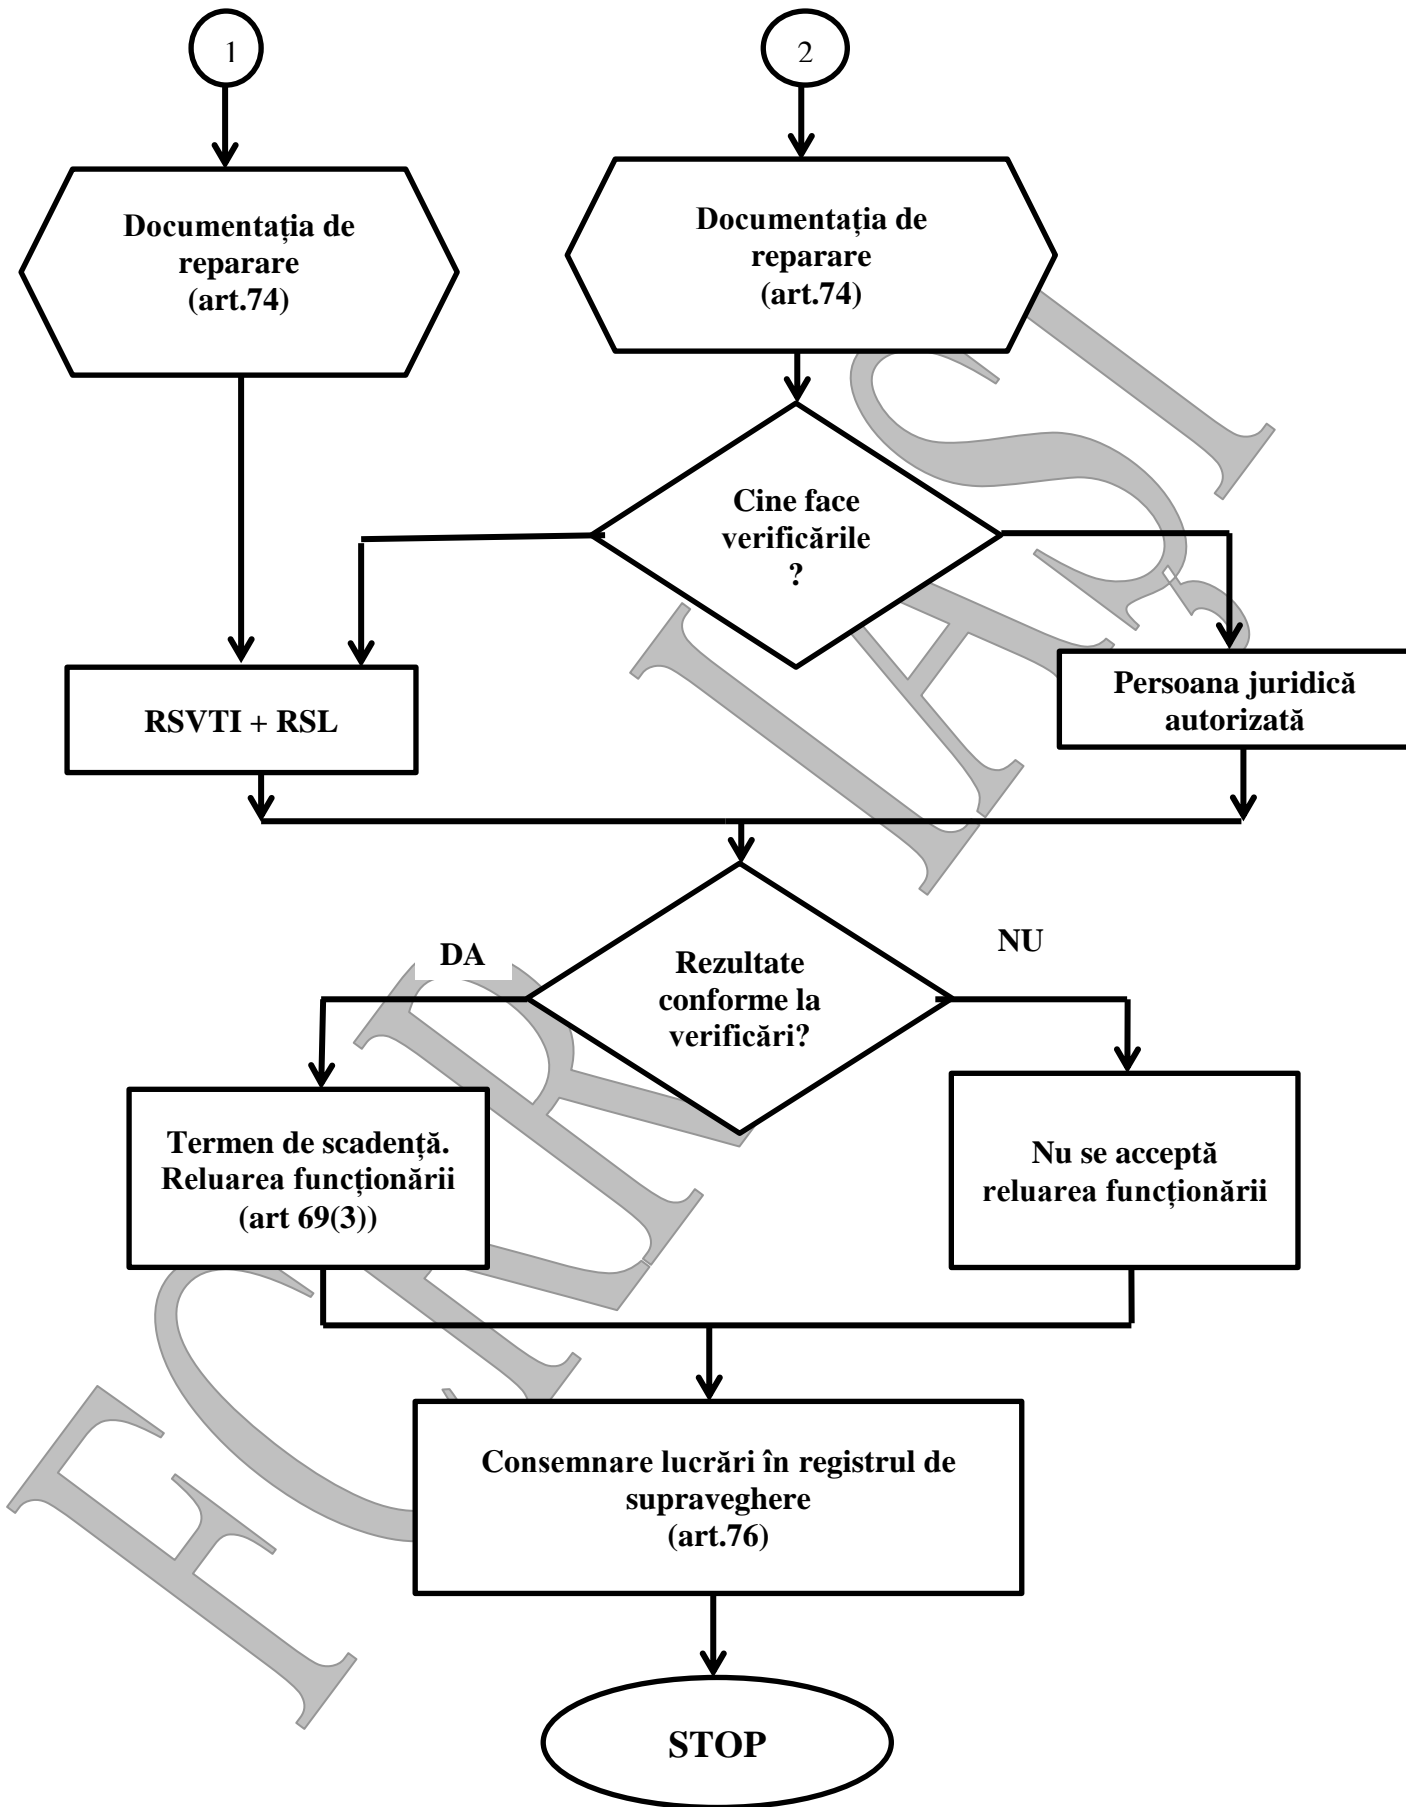 1
2
Documentația de
reparare
(art.74)
Documentația de
reparare
(art.74)
Cine face
verificările
?
RSVTI + RSL
Persoana juridică
autorizată
DA
NU
Rezultate
conforme la
verificări?
Termen de scadență.
Reluarea funcționării
(art 69(3))
Nu se acceptă
reluarea funcționării
Consemnare lucrări în registrul de
supraveghere
(art.76)
STOP